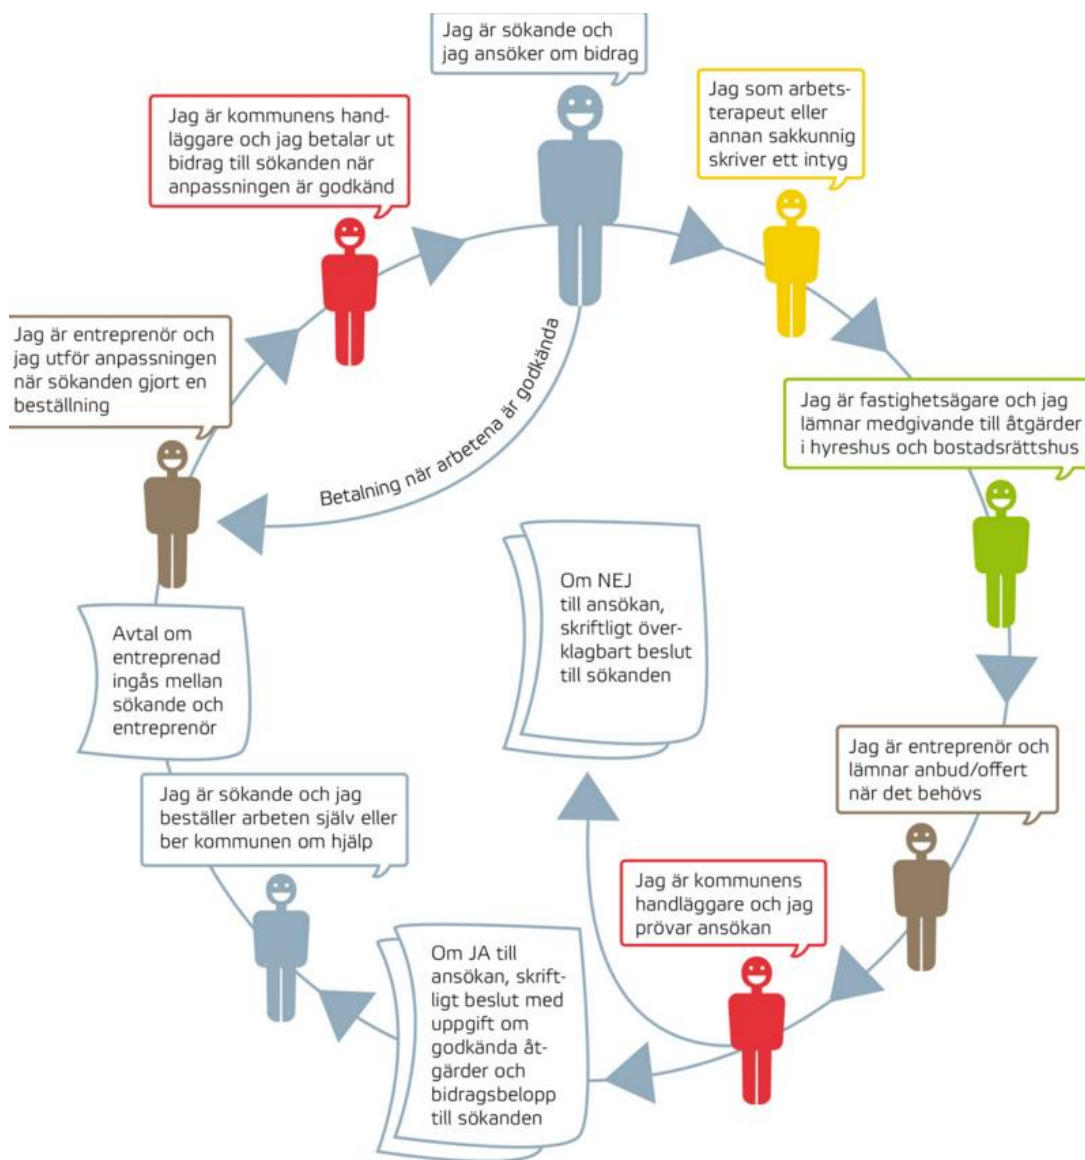 Jag är sökande och
jag ansöker om bidrag
Jag som arbets-
terapeut eller
annan sakkunnig
skriver ett intyg
Jag är fastighetsägare och jag
lämnar medgivande till åtgärder
i hyreshus och bostadsrättshus
Jag är entreprenör och
lämnar anbud/offert
när det behövs
Jag är kommunens
handläggare och jag
prövar ansökan
Om NEJ
till ansökan,
skriftligt över-
klagbart beslut
till sökanden
Om JA till
ansökan, skrift-
ligt beslut med
uppgift om
godkända åt-
gärder och
bidragsbelopp
till sökanden
Jag är sökande och jag
beställer arbeten själv eller
ber kommunen om hjälp
Avtal om
entreprenad
ingås mellan
sökande och
entreprenör
Jag är entreprenör och
jag utför anpassningen
när sökanden gjort en
beställning
Jag är kommunens hand-
läggare och jag betalar ut
bidrag till sökanden när
anpassningen är godkänd
Betalning när arbetena är godkända